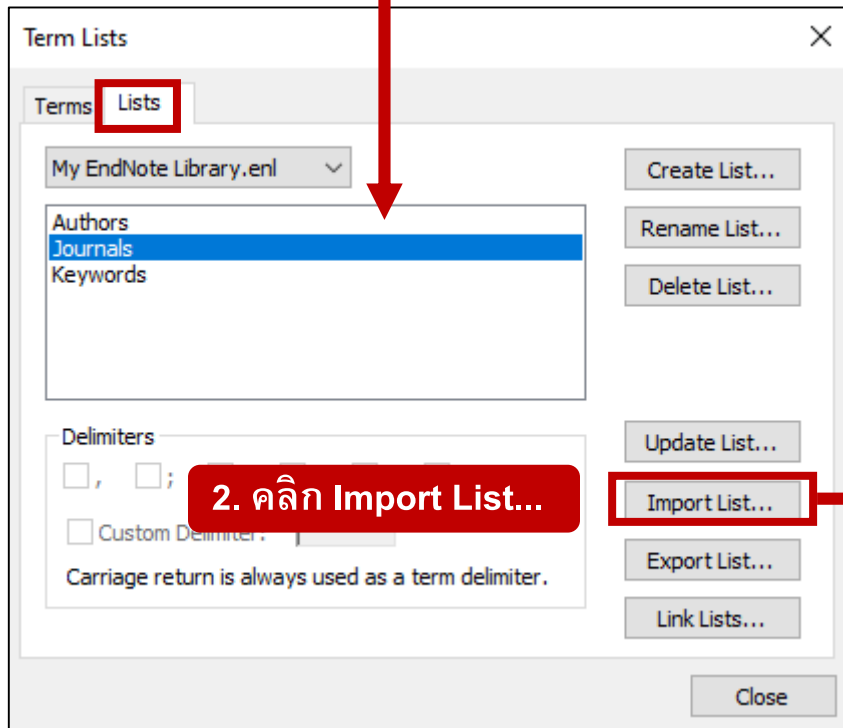 Term Lists
Terms Lists
My EndNote Library.enl
Create List...
Authors
Journals
Keywords
Rename List...
Delete List...
Delimiters
, ;
2. คลิก Import List...
Custom Delimiter:
Carriage return is always used as a term delimiter.
Update List...
Import List...
Export List...
Link Lists...
Close